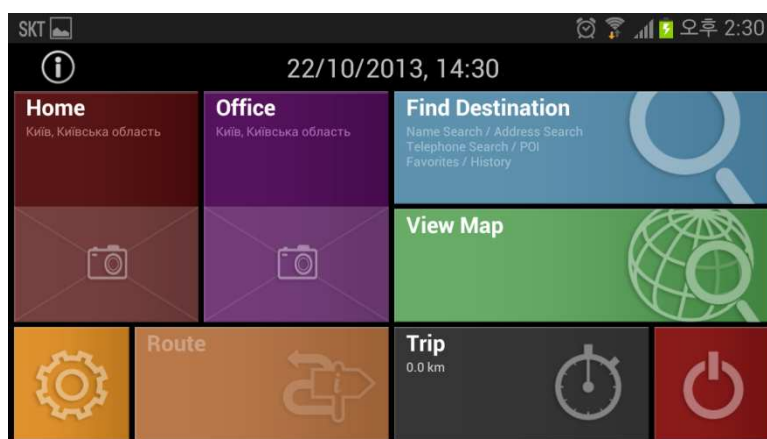 SKT
오후 2:30
22/10/2013, 14:30
Home
Київ, Київська область
Office
Київ, Київська область
Find Destination
Name Search / Address Search
Telephone Search / POI
Favorites / History
View Map
Route
Trip
0.0 km